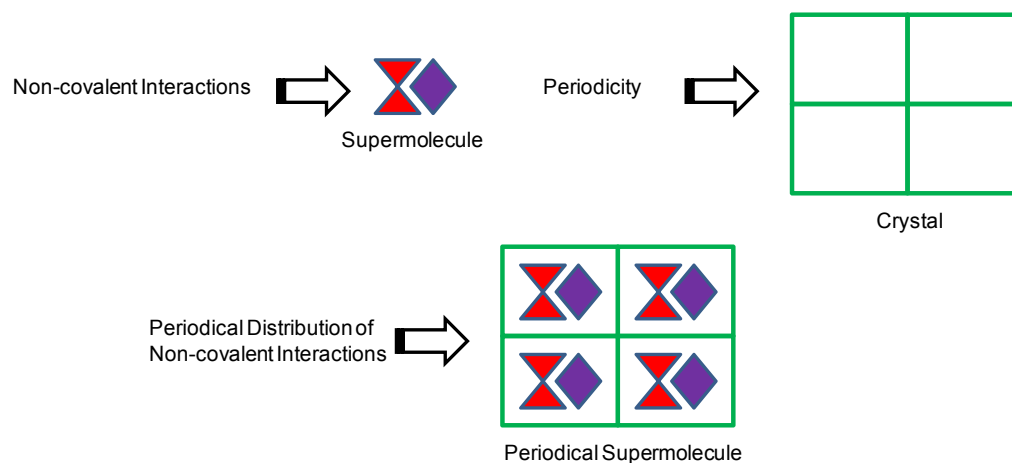 Non-covalent Interactions
Supermolecule
Periodicity
Crystal
Periodical Distribution of
Non-covalent Interactions
Periodical Supermolecule